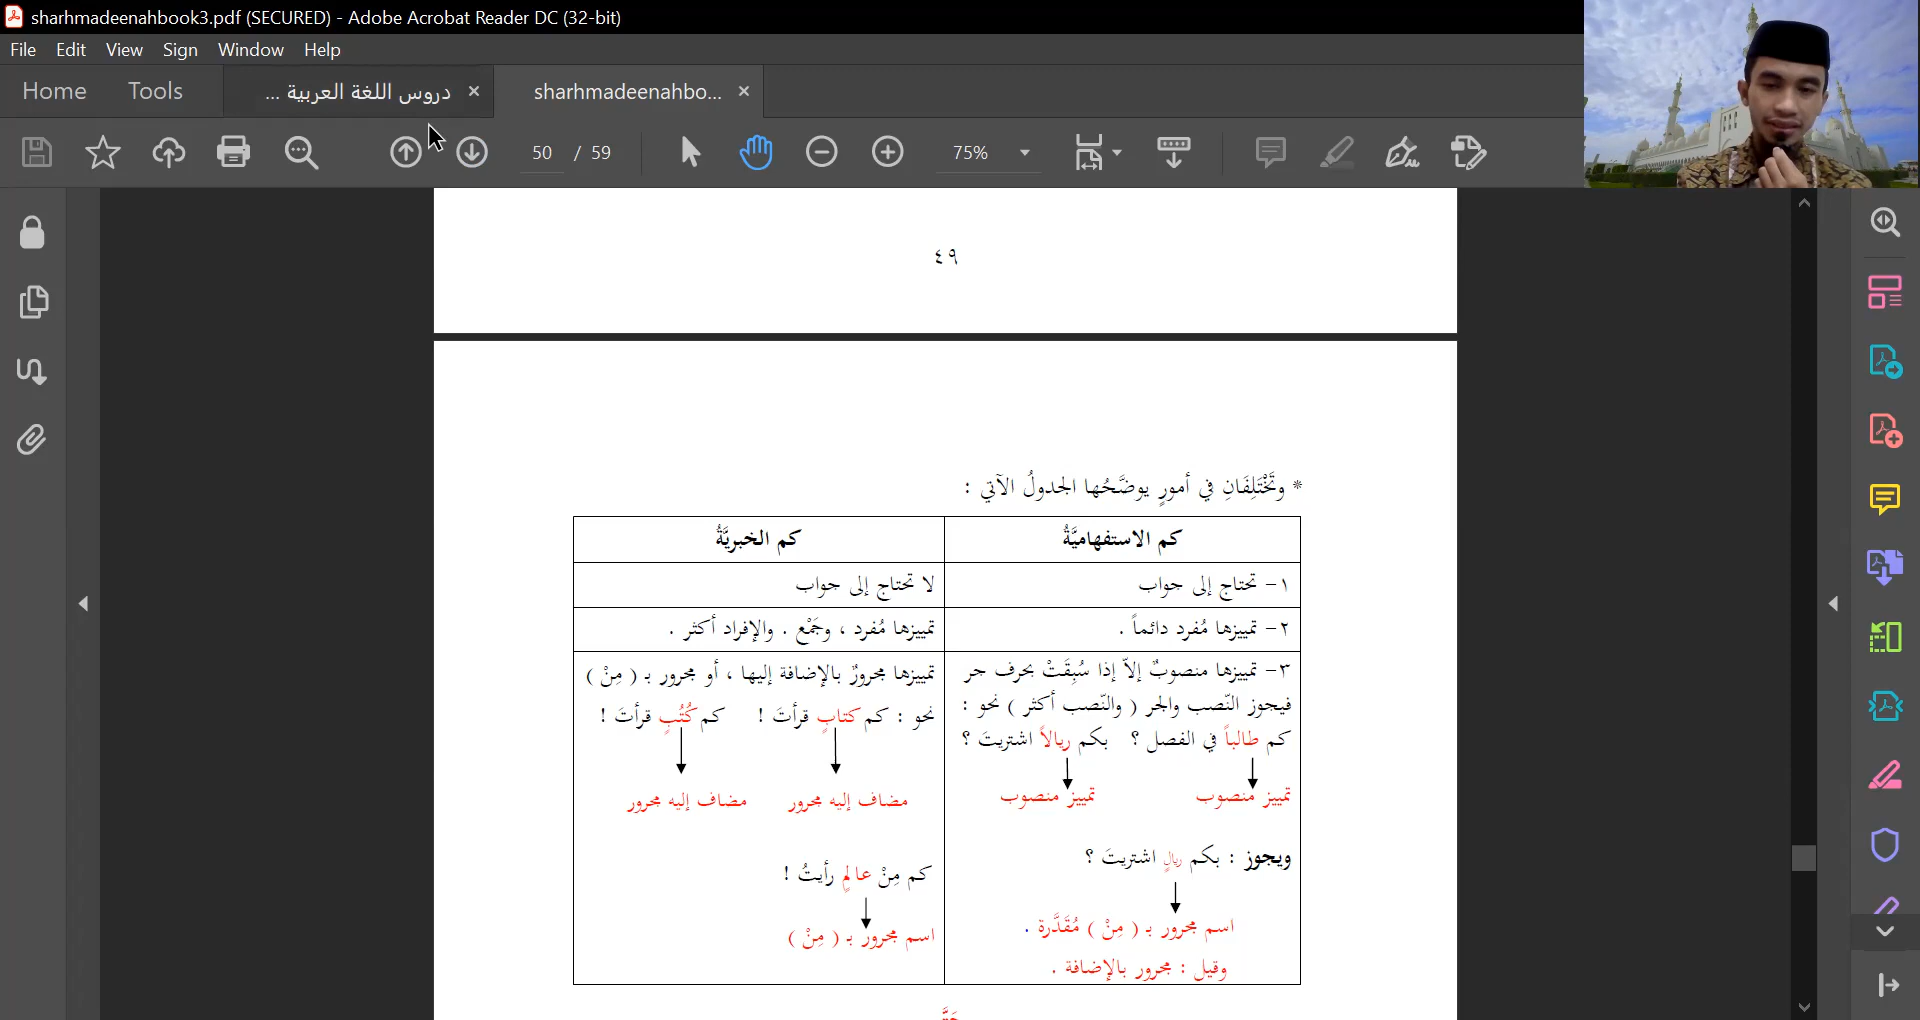 sharhmadeenahbook3.pdf (SECURED) - Adobe Acrobat Reader DC (32-bit)
File Edit View Sign Window Help
Home Tools دروس اللغة العربية ... × sharhmadeenahbo... ×
50 / 59 75%
٤٩
* وتَخْتَلِفَانِ في أمورٍ يوضَّحُها الجدولُ الآتي :
كم الاستفهاميَّةُ كم الخبريَّةُ
١- تحتاج إلى جواب لا تحتاج إلى جواب
٢- تمييزها مُفرد دائماً . تمييزها مُفرد ، وجَمْع . والإفراد أكثر .
٣- تمييزها منصوبٌ إلاّ إذا سُبِقَتْ بحرف جر
فيجوز النّصب والجر ( والنّصب أكثر ) نحو :
كم طالباً في الفصل ؟ بكم ريالاً اشتريتَ ؟
تمييز منصوب تمييز منصوب
ويجوز : بكم ريالٍ اشتريتَ ؟
اسم مجرور بـ ( مِنْ ) مُقَدَّرة .
وقيل : مجرور بالإضافة .
تمييزها مجرورٌ بالإضافة إليها ، أو مجرور بـ ( مِنْ )
نحو : كم كتابٍ قرأتَ ! كم كُتُبٍ قرأتَ !
مضاف إليه مجرور مضاف إليه مجرور
كم مِنْ عالمٍ رأيتُ !
اسم مجرور بـ ( مِنْ )